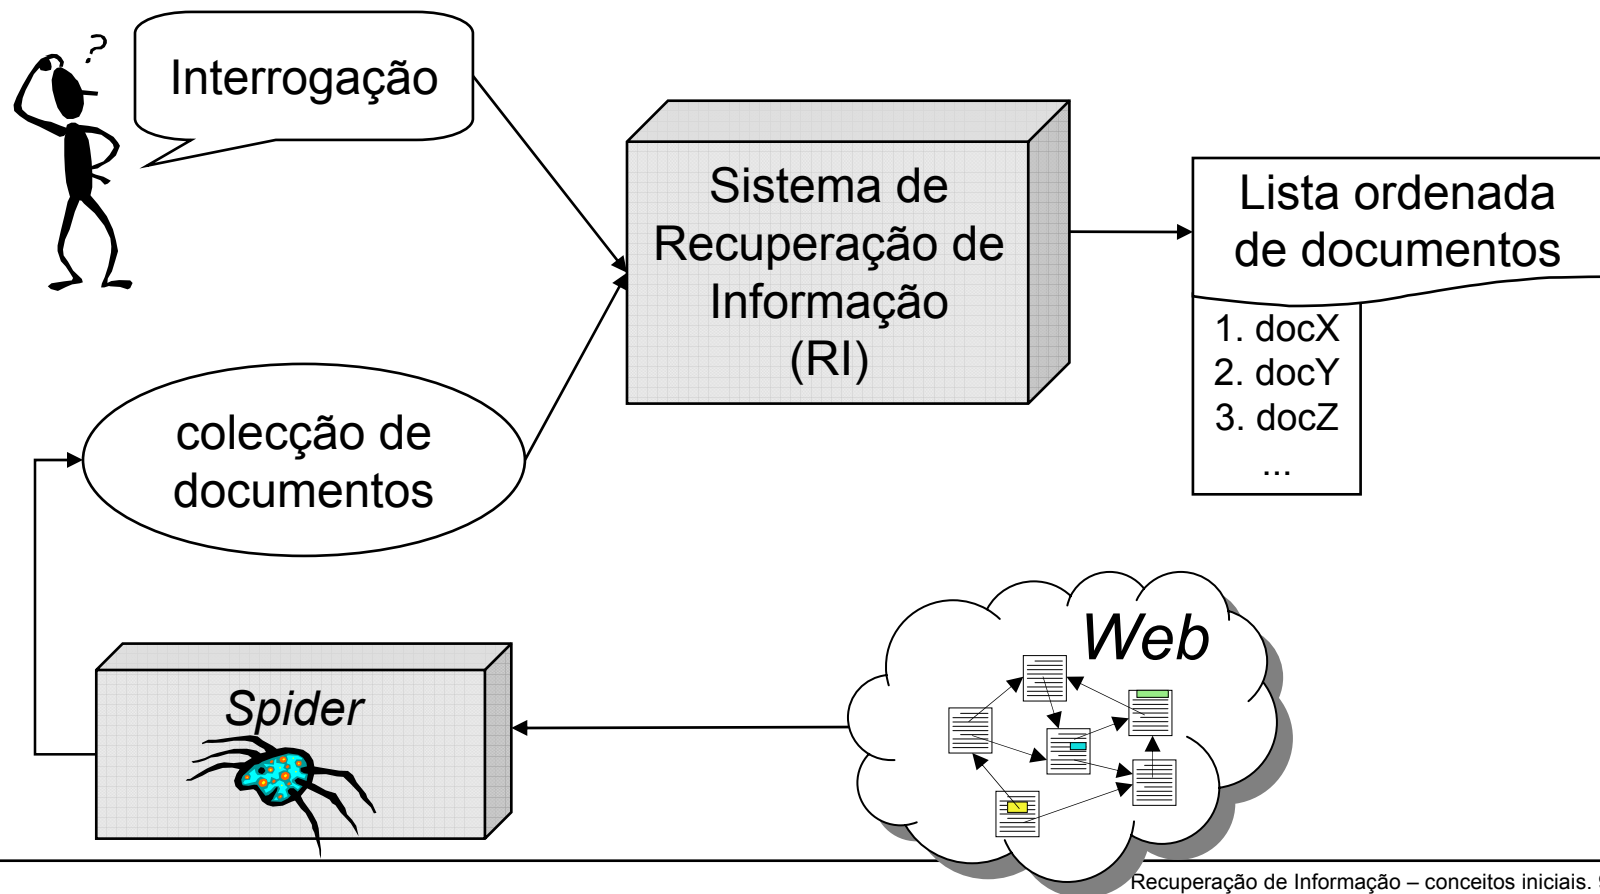 ?
Interrogação
Sistema de
Recuperação de
Informação
(RI)
Lista ordenada
de documentos
1. docX
2. docY
3. docZ
...
colecção de
documentos
Spider
Web
Recuperação de Informação – conceitos iniciais.